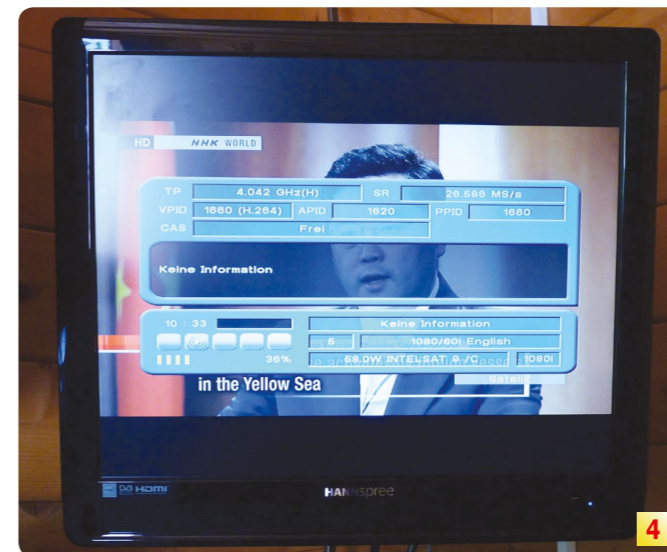 HD NHK WORLD
TP 4.042 GHz(H) SR 26.586 MS/s
VPID 1660 (H.264) APID 1620 PPID 1660
CAS Frei
Keine Information
10 : 33 Keine Information
5 1080/60i English
36% 58.0W INTELSAT 9 /C 1080i
in the Yellow Sea
DVB HDMI
HANNspree
4